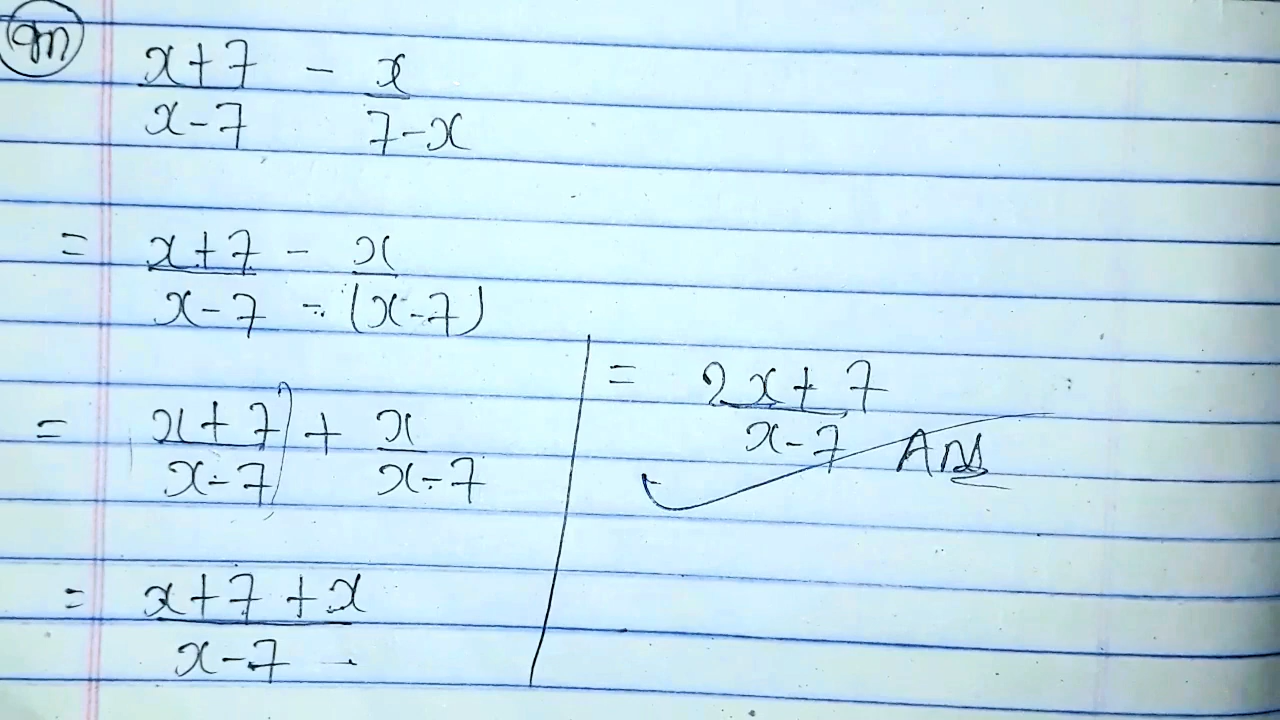 x+7 - x
x-7 7-x
= x+7 - x
x-7 -(x-7)
= x+7 + x
x-7 x-7
= x+7+x
x-7
= 2x+7
x-7 Ans